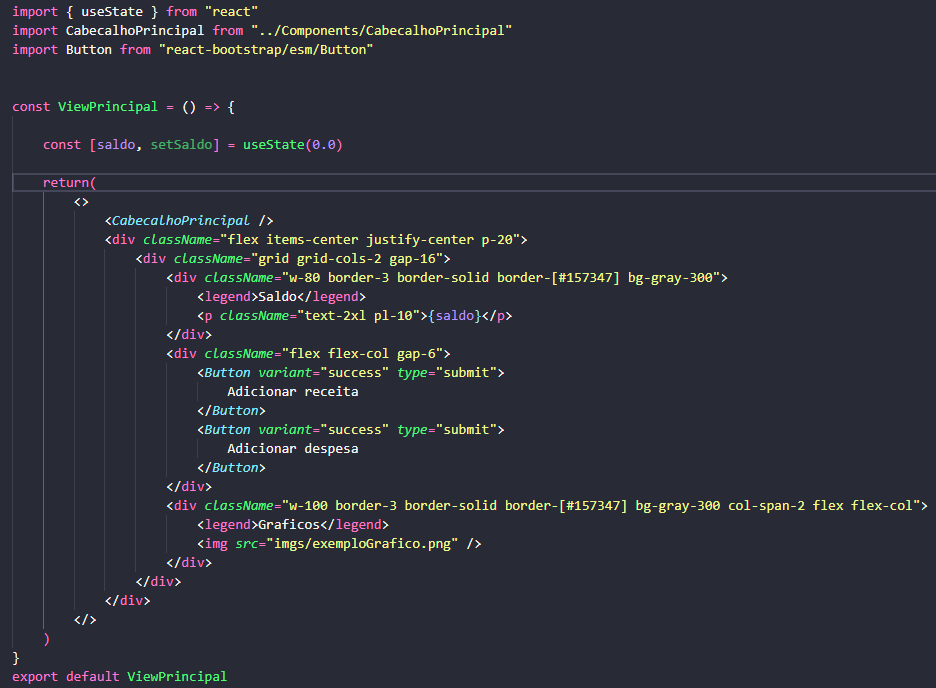 import { useState } from "react"
import CabecalhoPrincipal from "../Components/CabecalhoPrincipal"
import Button from "react-bootstrap/esm/Button"
const ViewPrincipal = () => {
const [saldo, setSaldo] = useState(0.0)
return(
<>
<CabecalhoPrincipal />
<div className="flex items-center justify-center p-20">
<div className="grid grid-cols-2 gap-16">
<div className="w-80 border-3 border-solid border-[#157347] bg-gray-300">
<legend>Saldo</legend>
<p className="text-2xl pl-10">{saldo}</p>
</div>
<div className="flex flex-col gap-6">
<Button variant="success" type="submit">
Adicionar receita
</Button>
<Button variant="success" type="submit">
Adicionar despesa
</Button>
</div>
<div className="w-100 border-3 border-solid border-[#157347] bg-gray-300 col-span-2 flex flex-col">
<legend>Graficos</legend>
<img src="imgs/exemploGrafico.png" />
</div>
</div>
</div>
</>
)
}
export default ViewPrincipal